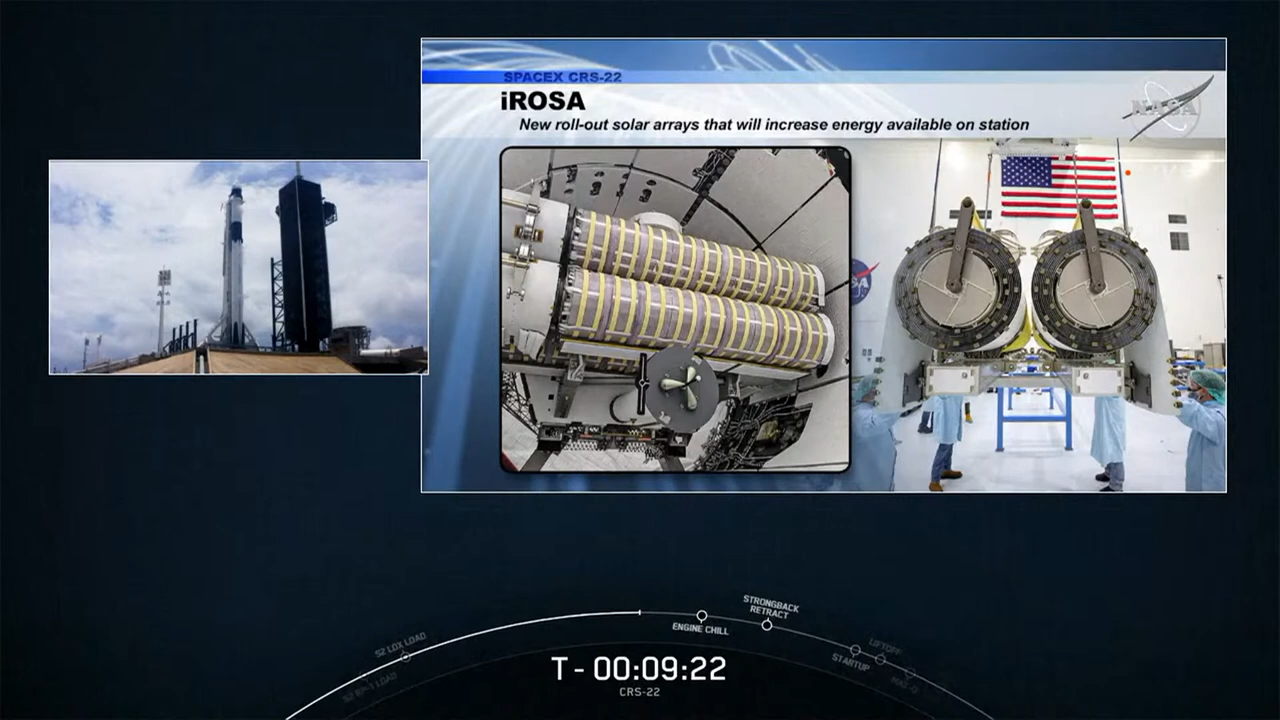 SPACEX CRS-22
iROSA
New roll-out solar arrays that will increase energy available on station
NASA
STRONGBACK
RETRACT
ENGINE CHILL
S2 LOX LOAD
LIFTOFF
STARTUP
MAX-Q
T- 00:09:22
CRS-22